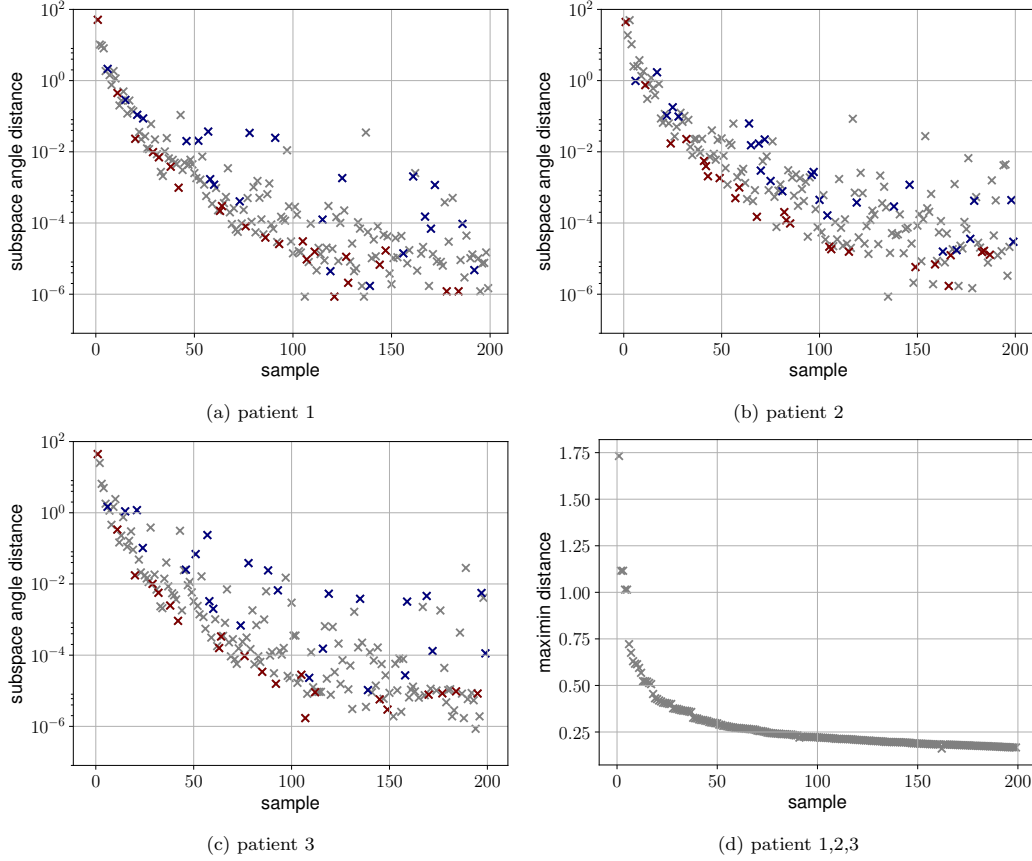 10^2
10^0
10^-2
10^-4
10^-6
subspace angle distance
0 50 100 150 200
sample
(a) patient 1
10^2
10^0
10^-2
10^-4
10^-6
subspace angle distance
0 50 100 150 200
sample
(b) patient 2
10^2
10^0
10^-2
10^-4
10^-6
subspace angle distance
0 50 100 150 200
sample
(c) patient 3
1.75
1.50
1.25
1.00
0.75
0.50
0.25
maximin distance
0 50 100 150 200
sample
(d) patient 1,2,3